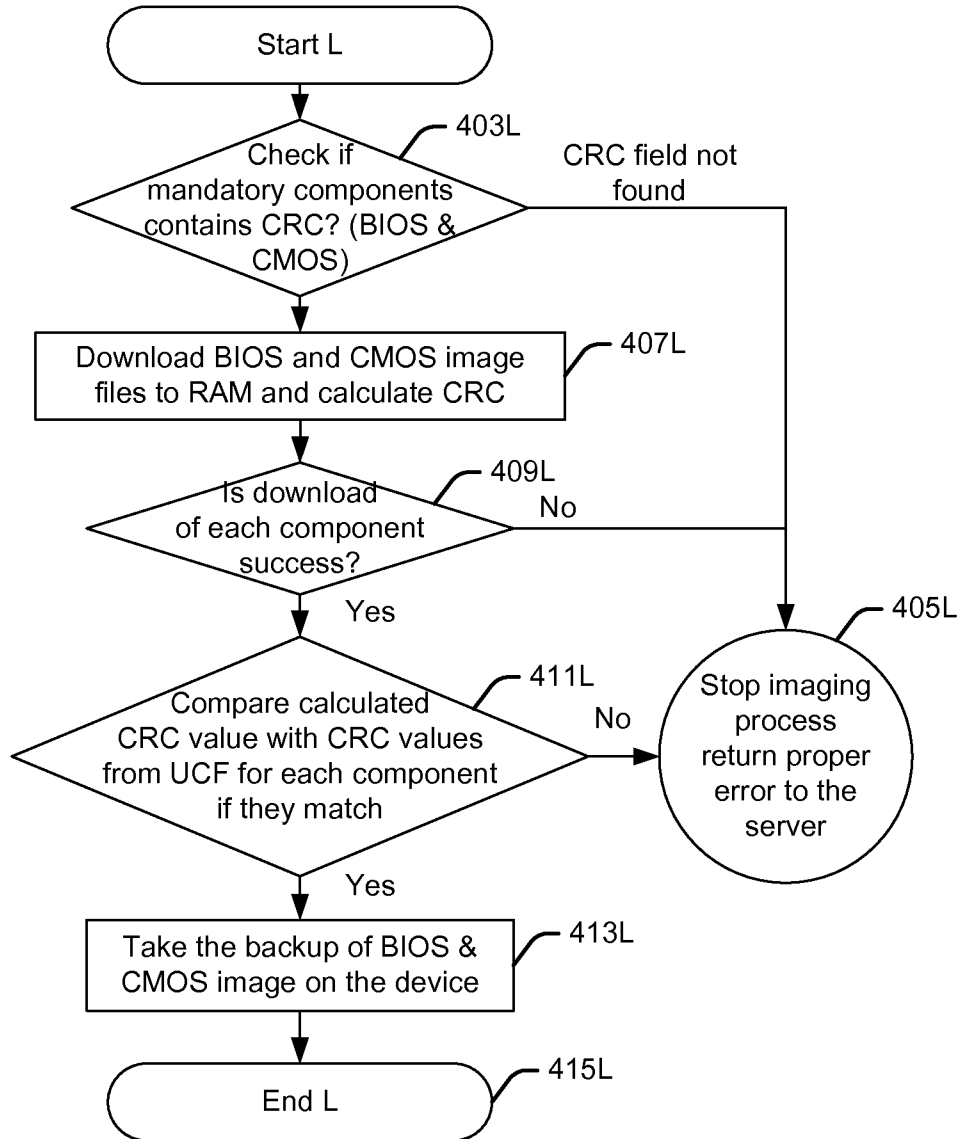 Start L
403L
Check if
mandatory components
contains CRC? (BIOS &
CMOS)
CRC field not
found
Download BIOS and CMOS image
files to RAM and calculate CRC
407L
409L
Is download
of each component
success?
No
Yes
405L
411L
Compare calculated
CRC value with CRC values
from UCF for each component
if they match
No
Stop imaging
process
return proper
error to the
server
Yes
Take the backup of BIOS &
CMOS image on the device
413L
End L
415L